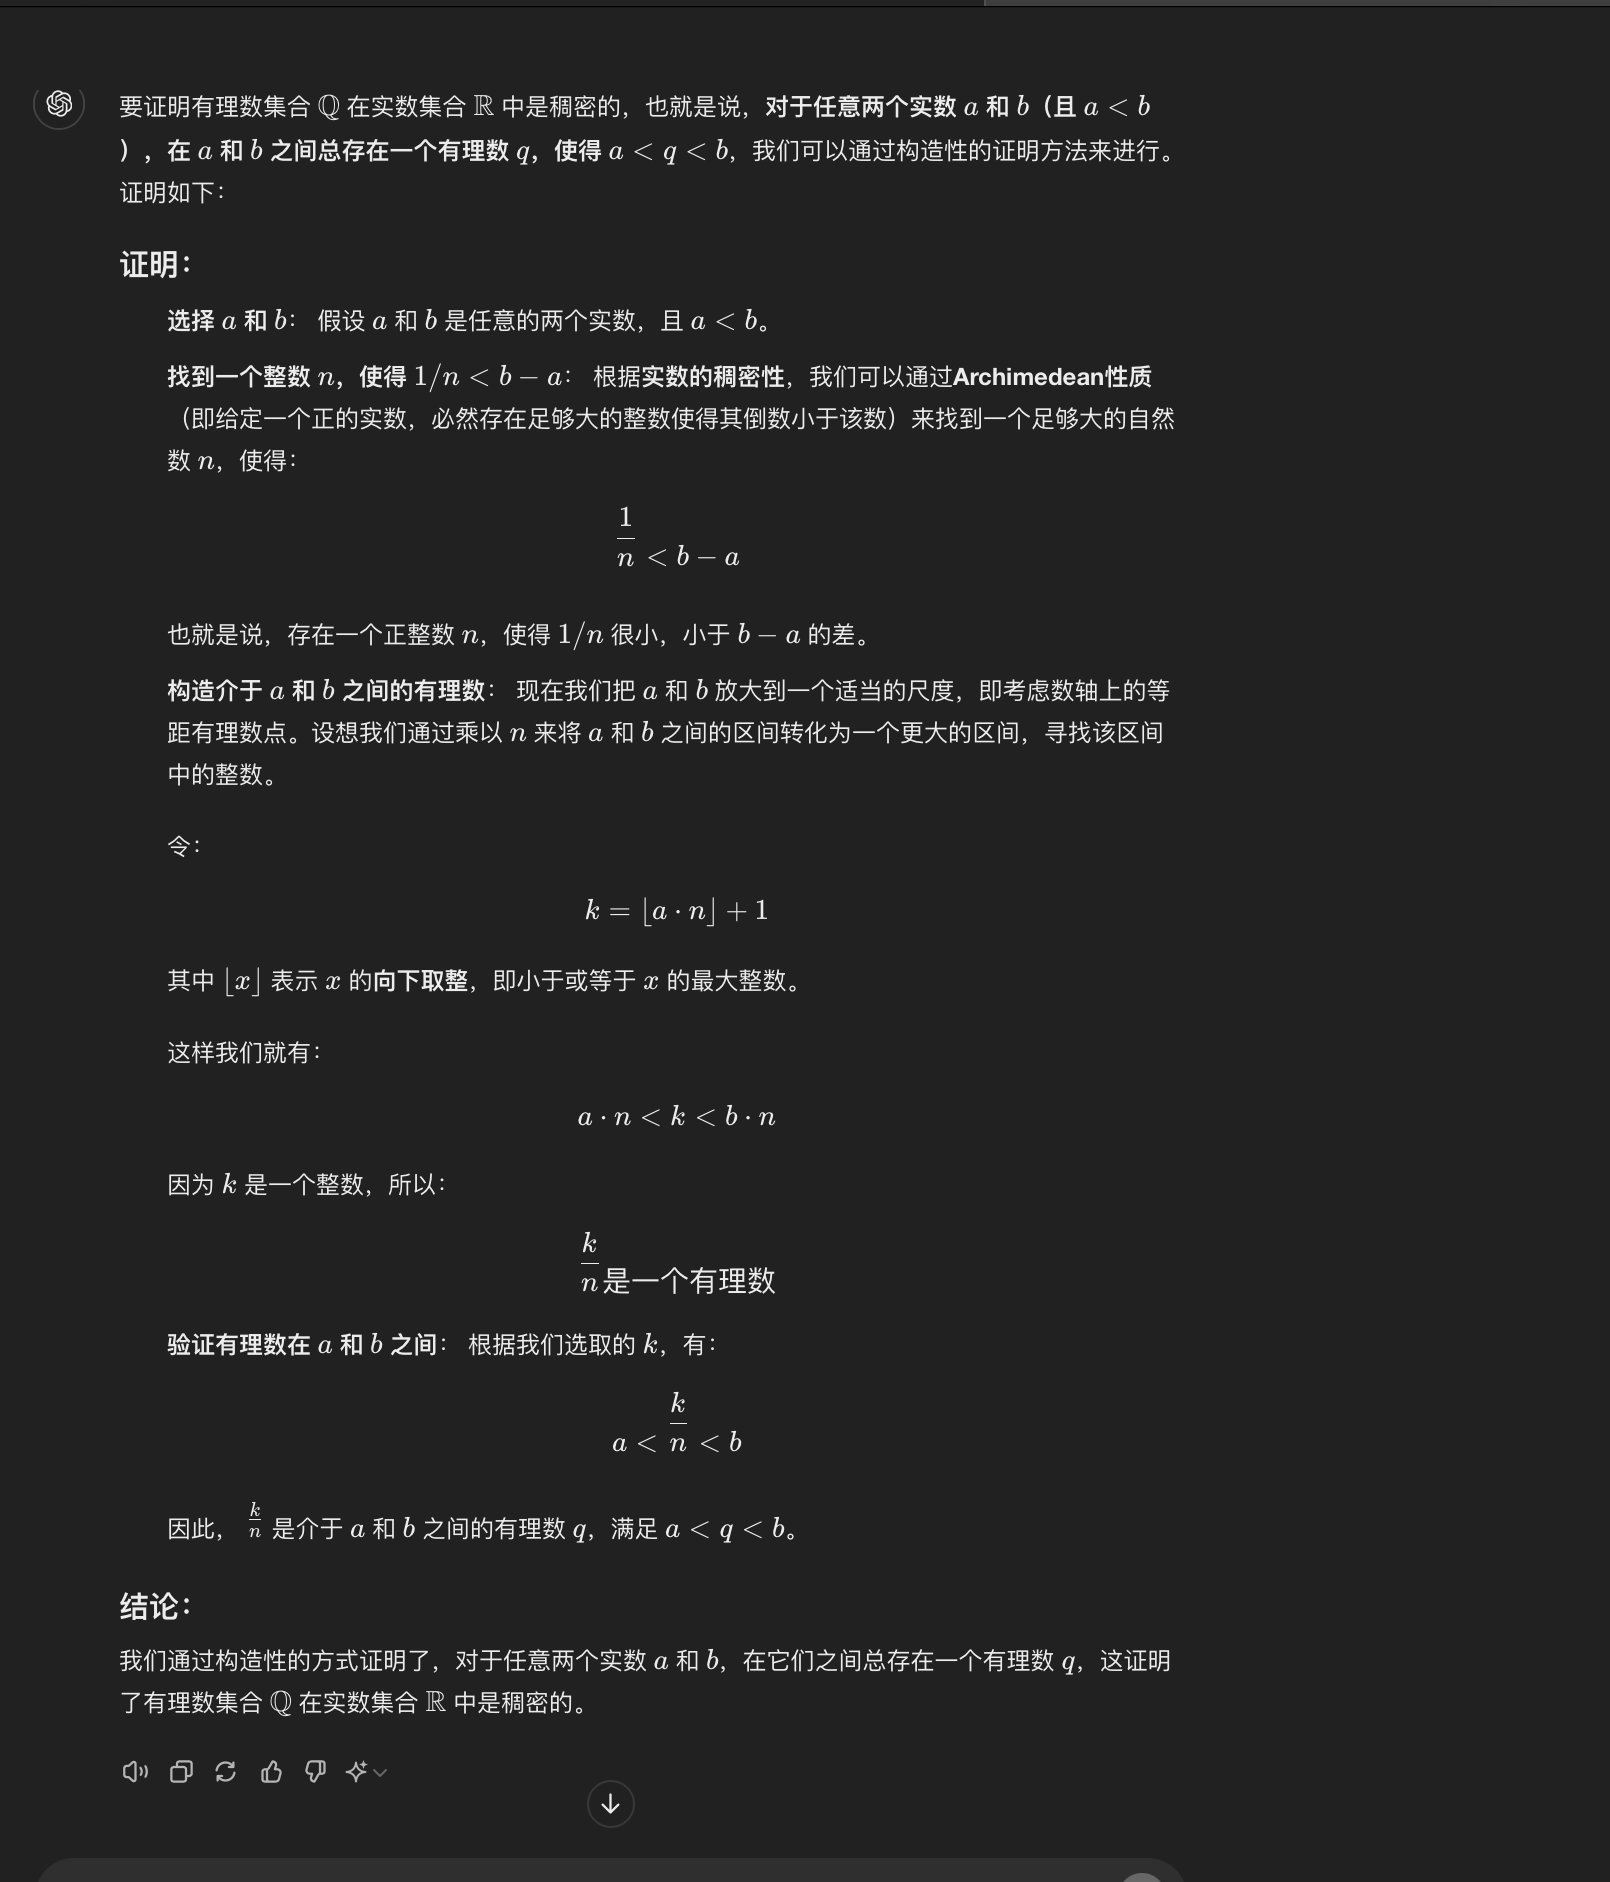 要证明有理数集合 ℚ 在实数集合 ℝ 中是稠密的，也就是说，对于任意两个实数 a 和 b（且 a < b
），在 a 和 b 之间总存在一个有理数 q，使得 a < q < b，我们可以通过构造性的证明方法来进行。
证明如下：
证明：
选择 a 和 b： 假设 a 和 b 是任意的两个实数，且 a < b。
找到一个整数 n，使得 1/n < b − a： 根据实数的稠密性，我们可以通过Archimedean性质
（即给定一个正的实数，必然存在足够大的整数使得其倒数小于该数）来找到一个足够大的自然
数 n，使得：
1/n < b − a
也就是说，存在一个正整数 n，使得 1/n 很小，小于 b − a 的差。
构造介于 a 和 b 之间的有理数： 现在我们把 a 和 b 放大到一个适当的尺度，即考虑数轴上的等
距有理数点。设想我们通过乘以 n 来将 a 和 b 之间的区间转化为一个更大的区间，寻找该区间
中的整数。
令：
k = ⌊a · n⌋ + 1
其中 ⌊x⌋ 表示 x 的向下取整，即小于或等于 x 的最大整数。
这样我们就有：
a · n < k < b · n
因为 k 是一个整数，所以：
k/n 是一个有理数
验证有理数在 a 和 b 之间： 根据我们选取的 k，有：
a < k/n < b
因此， k/n 是介于 a 和 b 之间的有理数 q，满足 a < q < b。
结论：
我们通过构造性的方式证明了，对于任意两个实数 a 和 b，在它们之间总存在一个有理数 q，这证明
了有理数集合 ℚ 在实数集合 ℝ 中是稠密的。